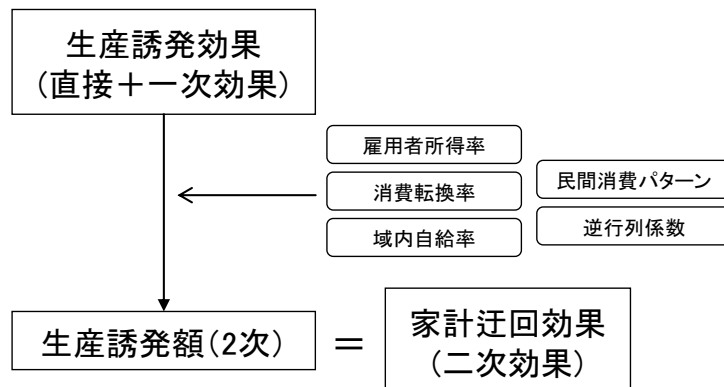 生産誘発効果
(直接＋一次効果)
雇用者所得率
消費転換率
域内自給率
民間消費パターン
逆行列係数
生産誘発額(2次)
＝
家計迂回効果
(二次効果)